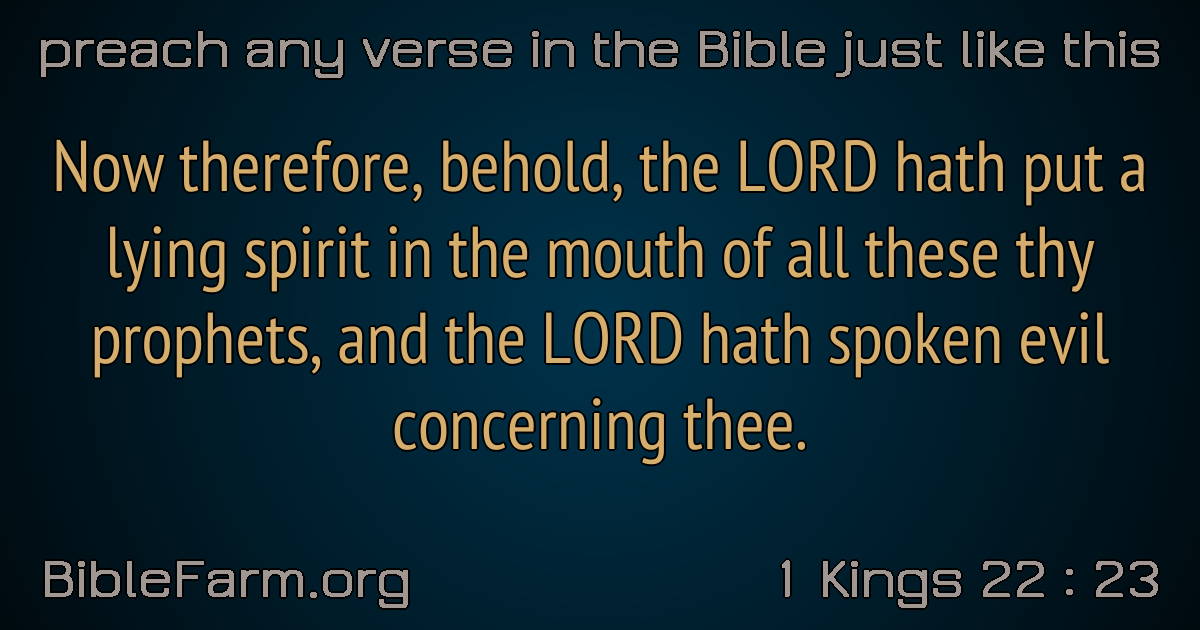 preach any verse in the Bible just like this
Now therefore, behold, the LORD hath put a
lying spirit in the mouth of all these thy
prophets, and the LORD hath spoken evil
concerning thee.
BibleFarm.org
1 Kings 22 : 23